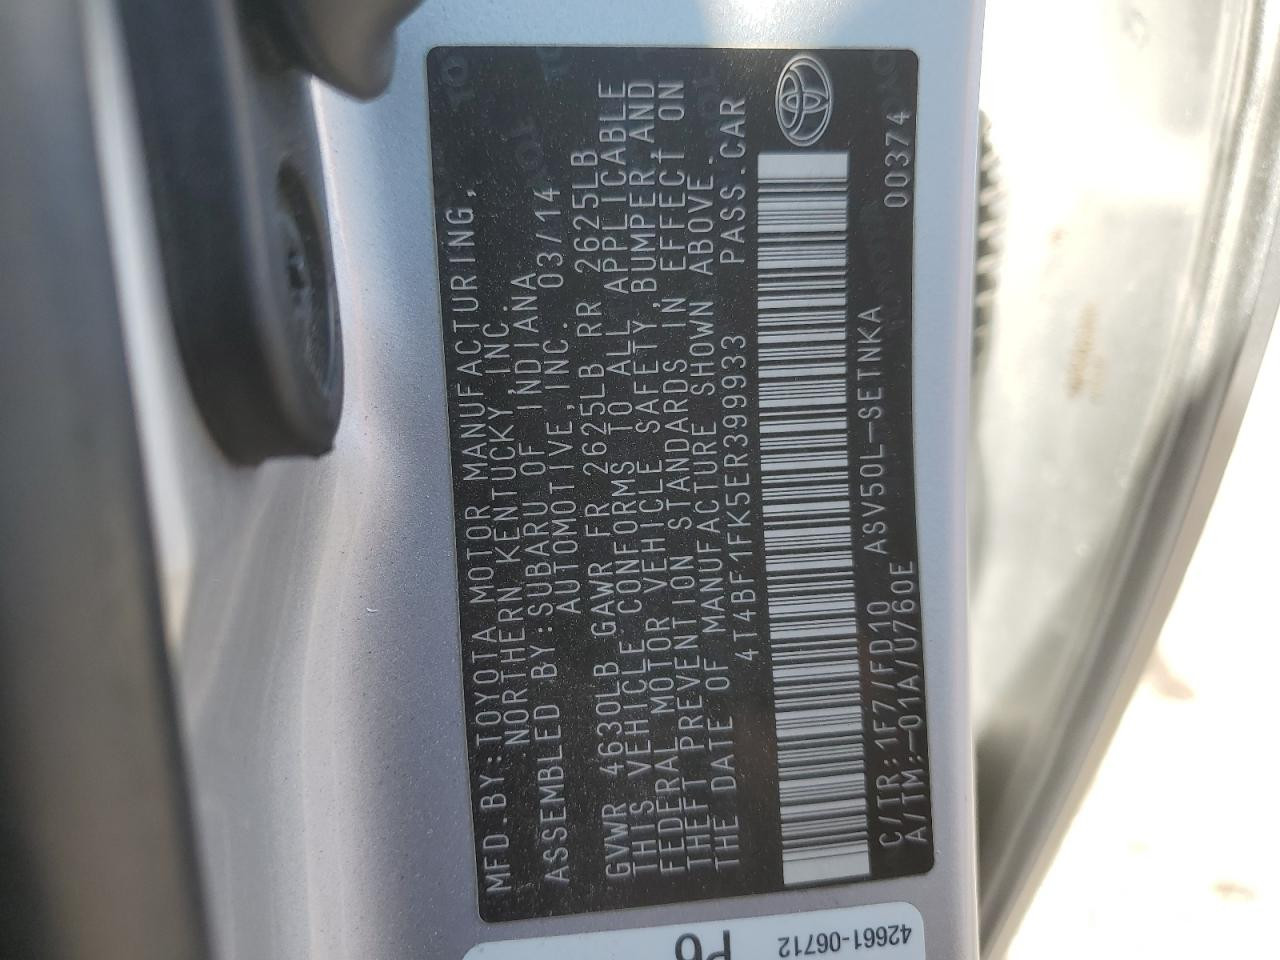 MFD.BY:TOYOTA MOTOR MANUFACTURING,
NORTHERN KENTUCKY,INC.
ASSEMBLED BY:SUBARU OF INDIANA
AUTOMOTIVE,INC. 03/14
GVWR 4630LB GAWR FR 2625LB RR 2625LB
THIS VEHICLE CONFORMS TO ALL APPLICABLE
FEDERAL MOTOR VEHICLE SAFETY,BUMPER,AND
THEFT PREVENTION STANDARDS IN EFFECT ON
THE DATE OF MANUFACTURE SHOWN ABOVE.
4T4BF1FK5ER399933 PASS.CAR
C/TR:1F7/FD10 ASV50L-SETNKA 00374
A/TM:-01A/U760E
42661-06712